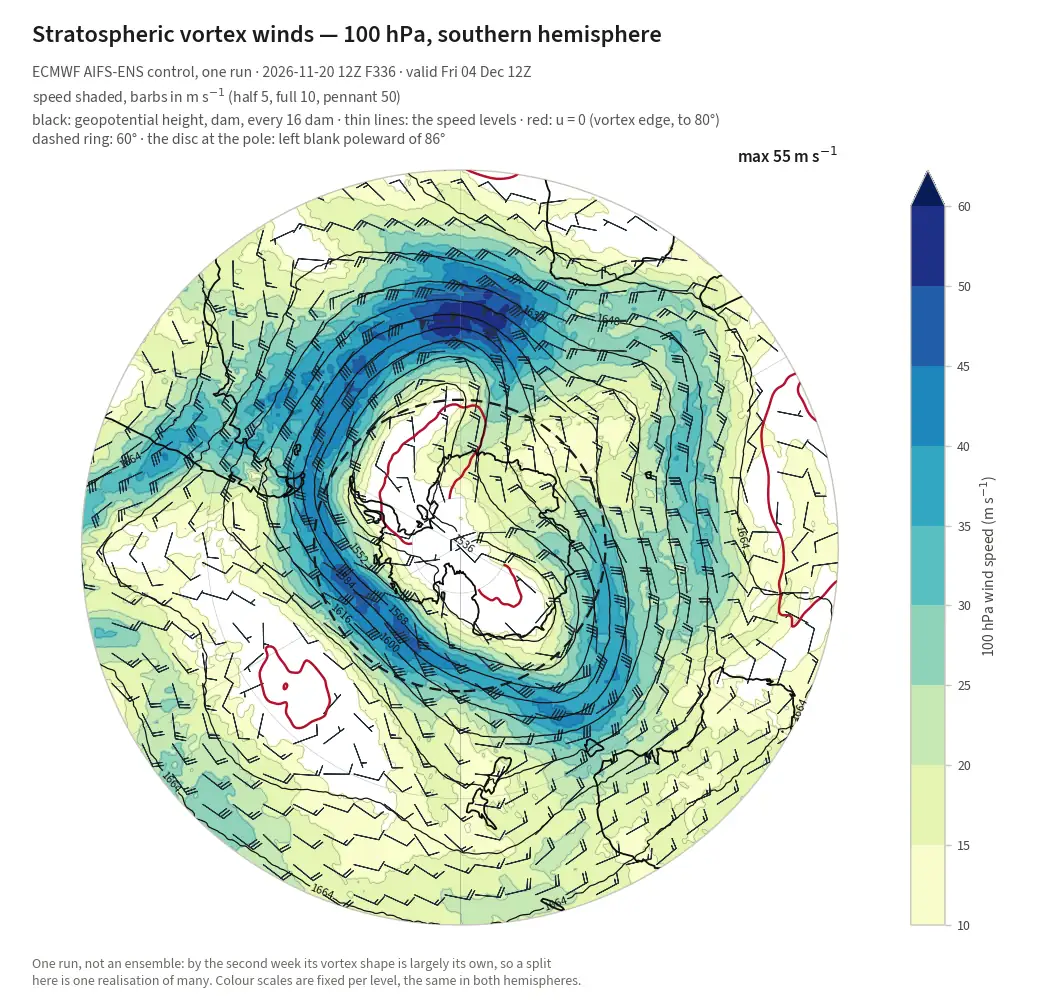 Stratospheric vortex winds — 100 hPa, southern hemisphere
ECMWF AIFS-ENS control, one run · 2026-11-20 12Z F336 · valid Fri 04 Dec 12Z
speed shaded, barbs in m s⁻¹ (half 5, full 10, pennant 50)
black: geopotential height, dam, every 16 dam · thin lines: the speed levels · red: u = 0 (vortex edge, to 80°)
dashed ring: 60° · the disc at the pole: left blank poleward of 86°
max 55 m s⁻¹
60
50
45
40
35
30
25
20
15
10
100 hPa wind speed (m s⁻¹)
1640
1664
1664
1536
1552
1584
1568
1616
1600
1664
1664
1664
1664
One run, not an ensemble: by the second week its vortex shape is largely its own, so a split
here is one realisation of many. Colour scales are fixed per level, the same in both hemispheres.